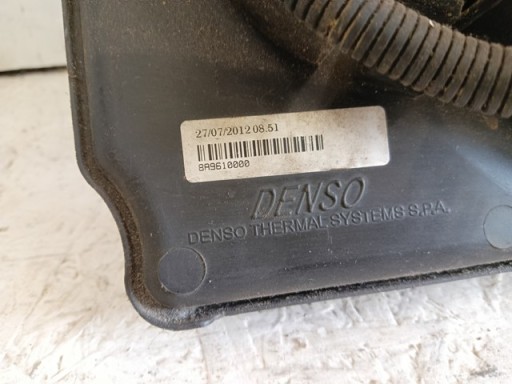 27/07/2012 08.51
8A9610000
DENSO
DENSO THERMAL SYSTEMS S.P.A.